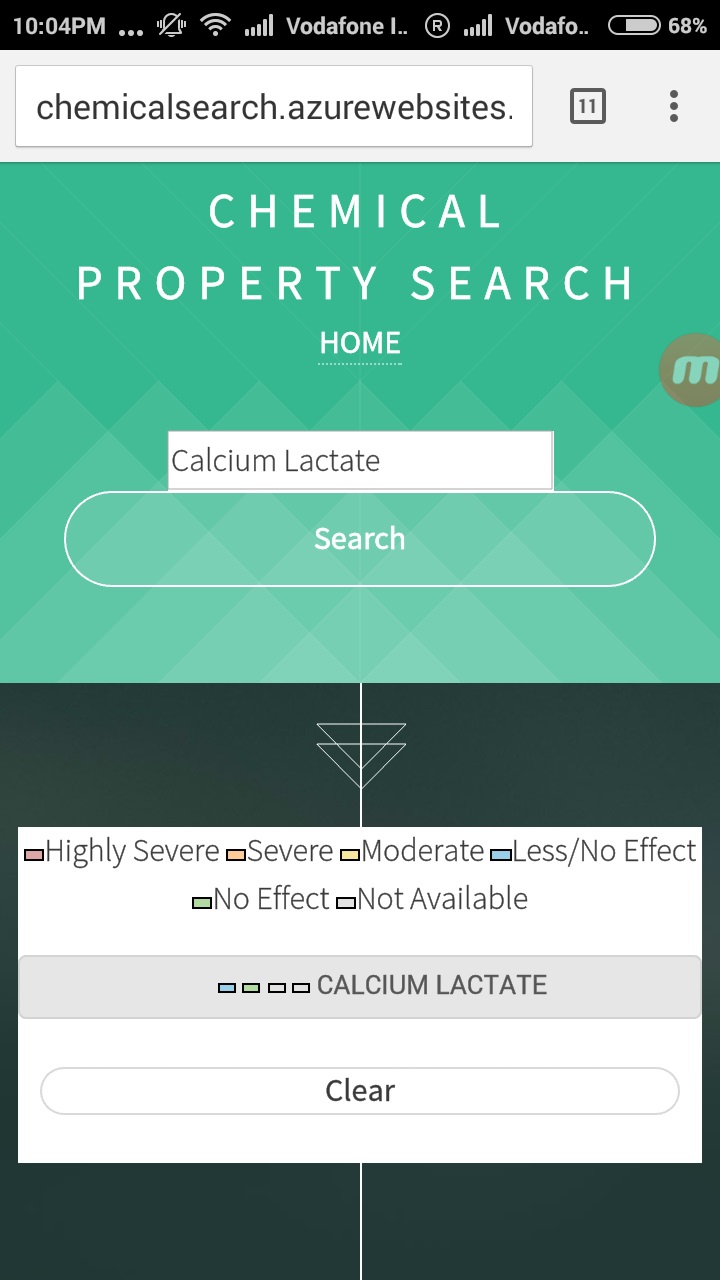 10:04PM ... Vodafone I.. R Vodafo.. 68%
chemicalsearch.azurewebsites. 11
CHEMICAL
PROPERTY SEARCH
HOME
m
Calcium Lactate
Search
Highly Severe Severe Moderate Less/No Effect
No Effect Not Available
CALCIUM LACTATE
Clear